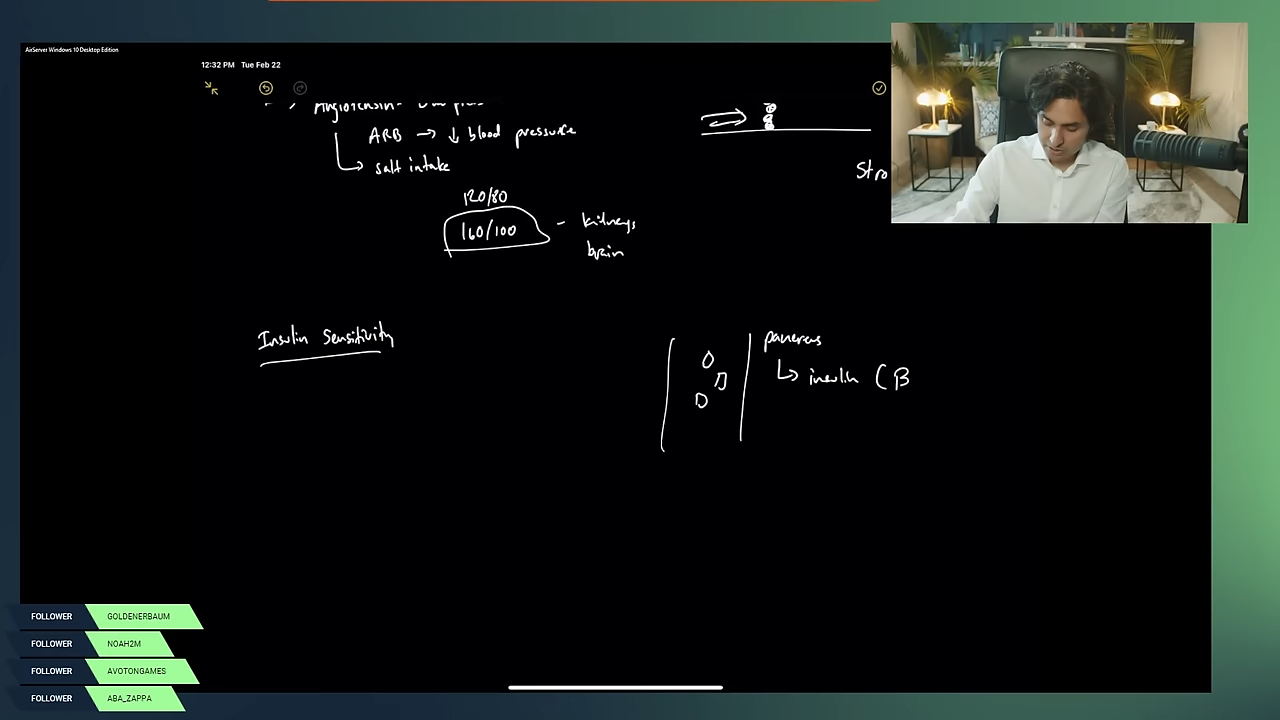 AirServer Windows 10 Desktop Edition
12:32 PM Tue Feb 22
Angiotensin-
ARB → ↓ blood pressure
↳ salt intake
Stro
120/80
160/100 - kidneys
brain
Insulin Sensitivity
pancreas
↳ insulin ( B
FOLLOWER GOLDENERBAUM
FOLLOWER NOAH2M
FOLLOWER AVOTONGAMES
FOLLOWER ABA_ZAPPA